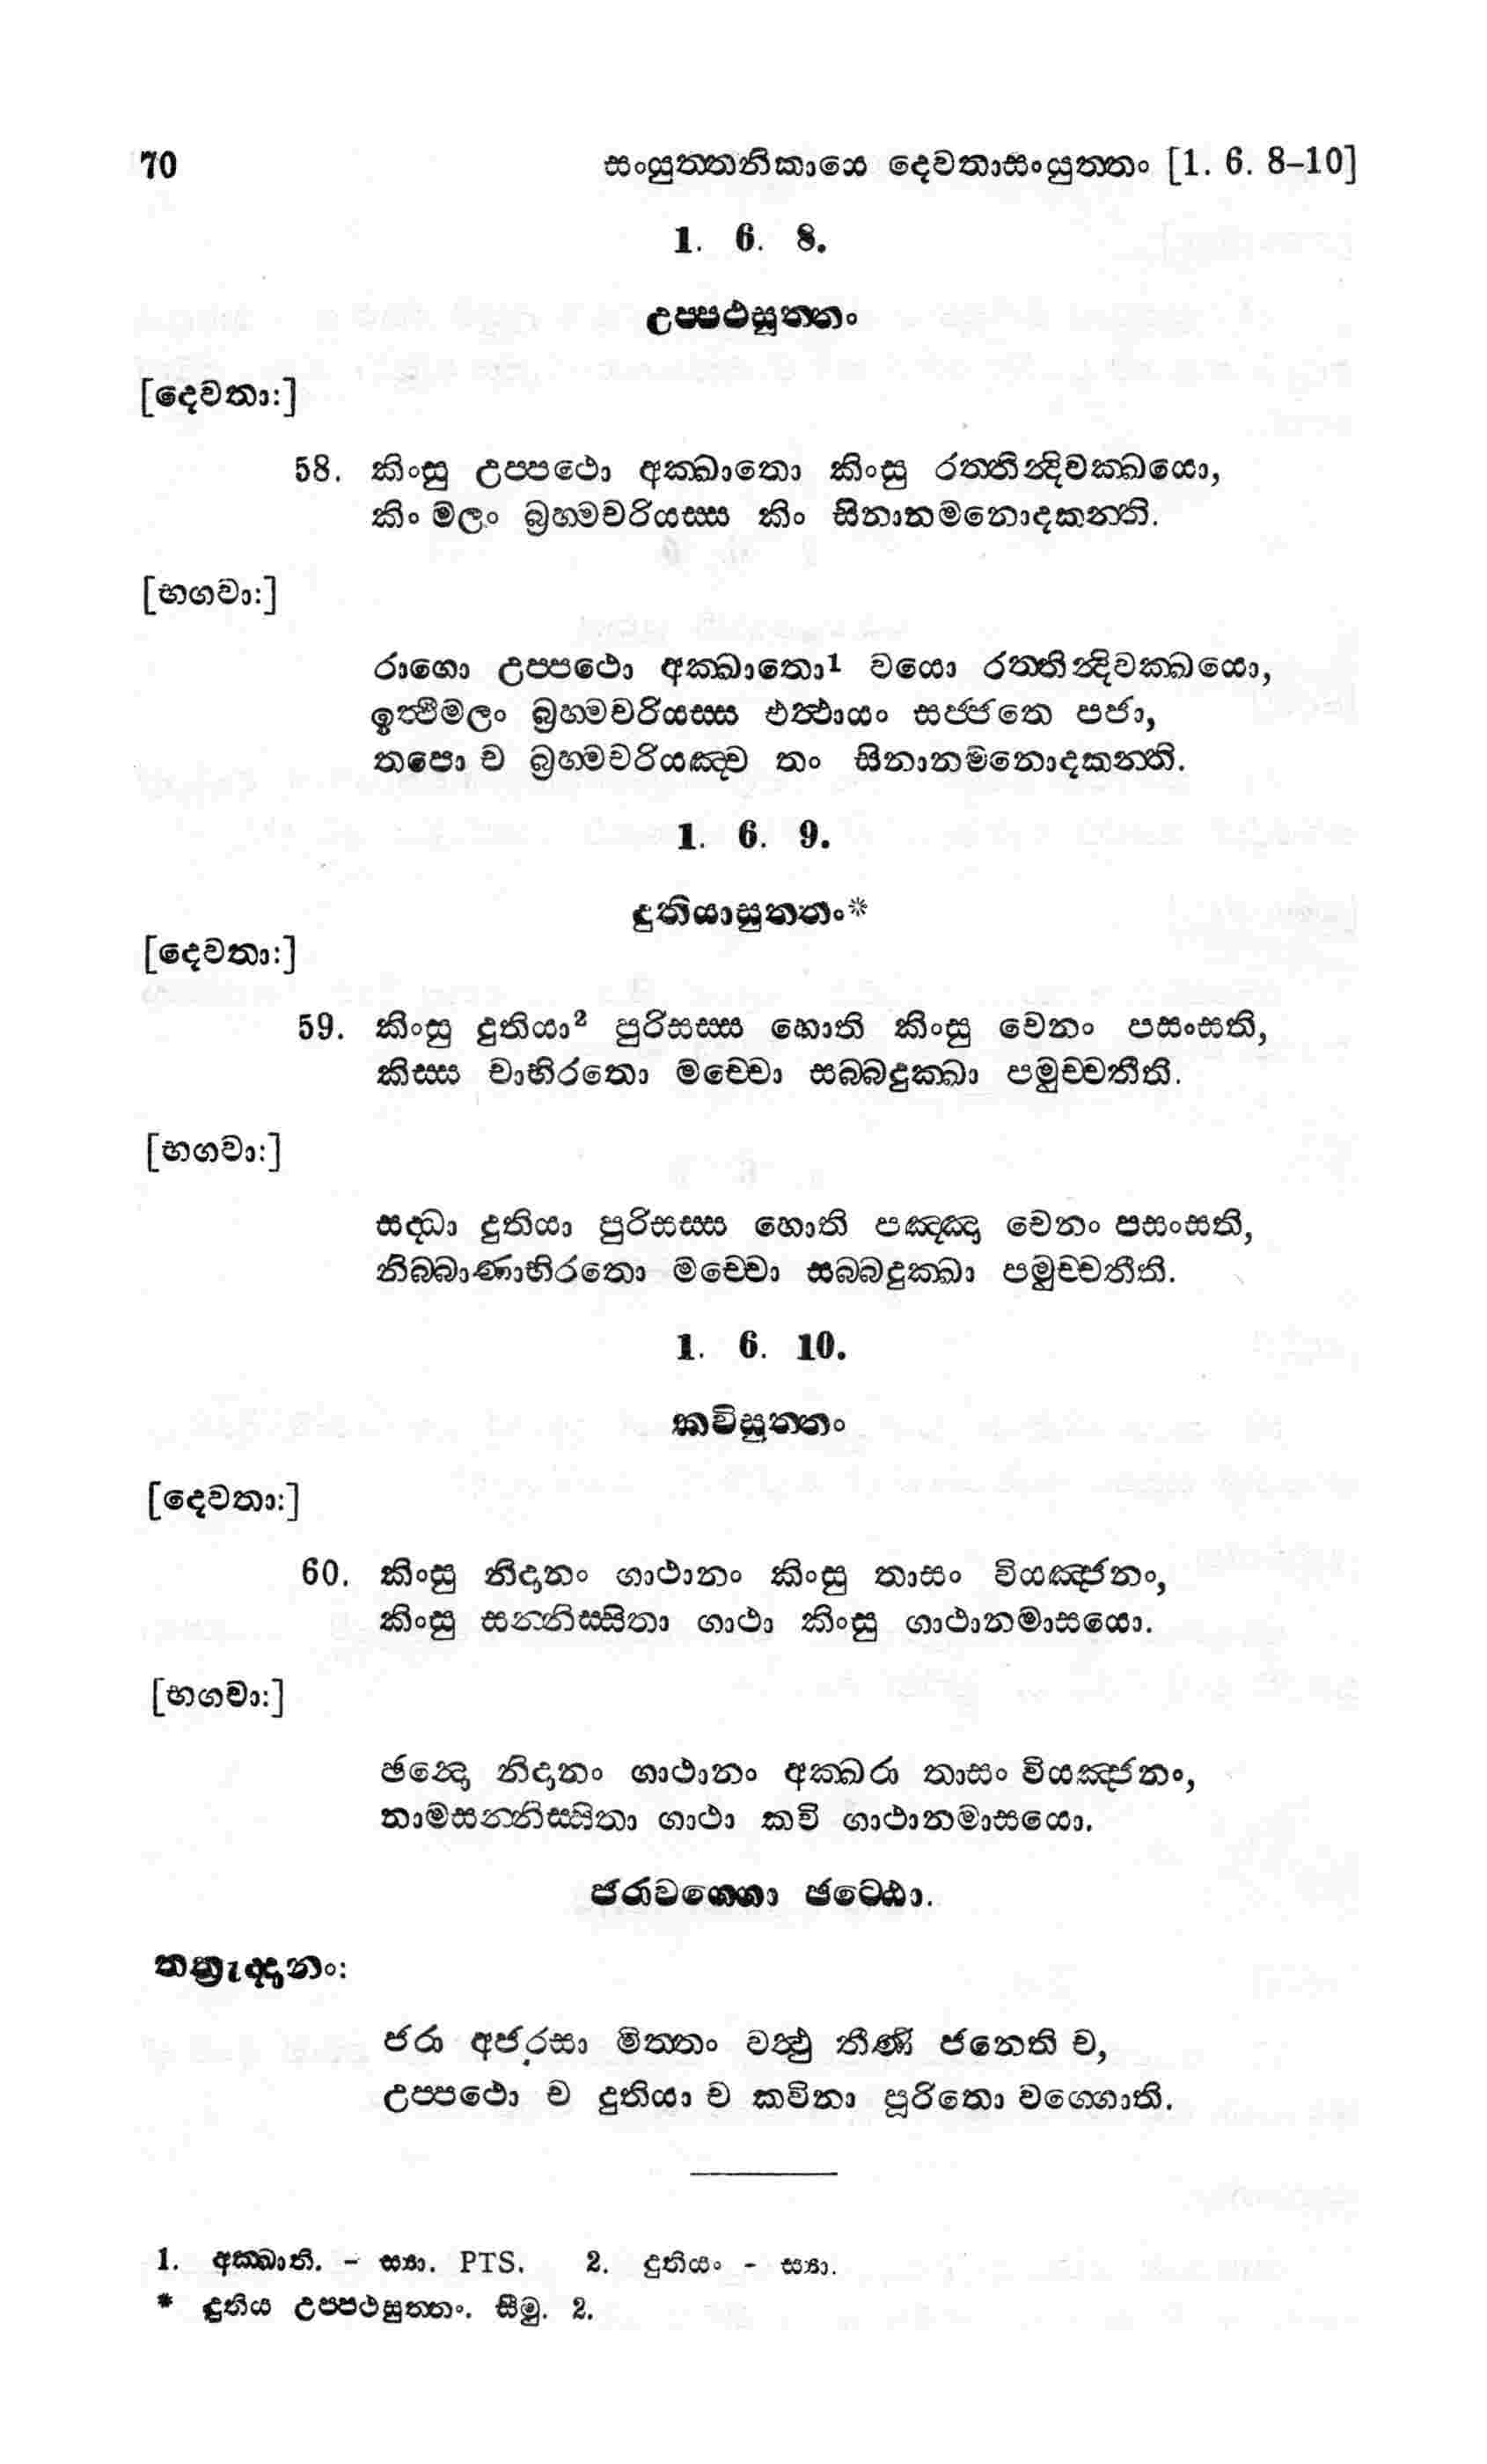 70 සංයුත්තනිකායෙ දෙවතාසංයුත්තං [1. 6. 8–10]
1. 6. 8.
උප්පථසුත්තං
[දෙවතා:]
58. කිංසු උප්පථො අක්ඛාතො කිංසු රත්තින්දිවක්ඛයො,
කිං මලං බ්‍රහ්මචරියස්ස කිං සිනානමනොදකන්ති.
[භගවා:]
රාගො උප්පථො අක්ඛාතො1 වයො රත්තින්දිවක්ඛයො,
ඉත්ථිමලං බ්‍රහ්මචරියස්ස එත්ථායං සජ්ජතෙ පජා,
තපො ච බ්‍රහ්මචරියඤ්ච තං සිනානමනොදකන්ති.
1. 6. 9.
දුතියාසුත්තං*
[දෙවතා:]
59. කිංසු දුතියා2 පුරිසස්ස හොති කිංසු චෙනං පසංසති,
කිස්ස චාභිරතො මච්චො සබ්බදුක්ඛා පමුච්චතීති.
[භගවා:]
සද්ධා දුතියා පුරිසස්ස හොති පඤ්ඤා චෙනං පසංසති,
නිබ්බාණාභිරතො මච්චො සබ්බදුක්ඛා පමුච්චතීති.
1. 6. 10.
කවිසුත්තං
[දෙවතා:]
60. කිංසු නිදානං ගාථානං කිංසු තාසං වියඤ්ජනං,
කිංසු සන්නිස්සිතා ගාථා කිංසු ගාථානමාසයො.
[භගවා:]
ඡන්දො නිදානං ගාථානං අක්ඛරා තාසං වියඤ්ජනං,
නාමසන්නිස්සිතා ගාථා කවි ගාථානමාසයො.
ජරාවග්ගො ඡට්ඨො.
තත්‍රැද්දානං:
ජරා අජරසා මිත්තං වත්ථු තීණි ජනෙති ච,
උප්පථො ච දුතියා ච කවිනා පූරිතො වග්ගොති.
1. අක්ඛාති. – ස්‍යා. PTS. 2. දුතියං – ස්‍යා.
* දුතිය උප්පථසුත්තං. සීමු. 2.